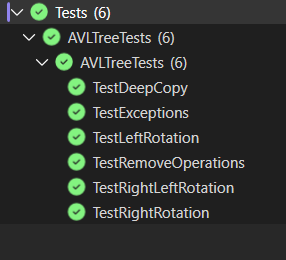 Tests (6)
AVLTreeTests (6)
AVLTreeTests (6)
TestDeepCopy
TestExceptions
TestLeftRotation
TestRemoveOperations
TestRightLeftRotation
TestRightRotation